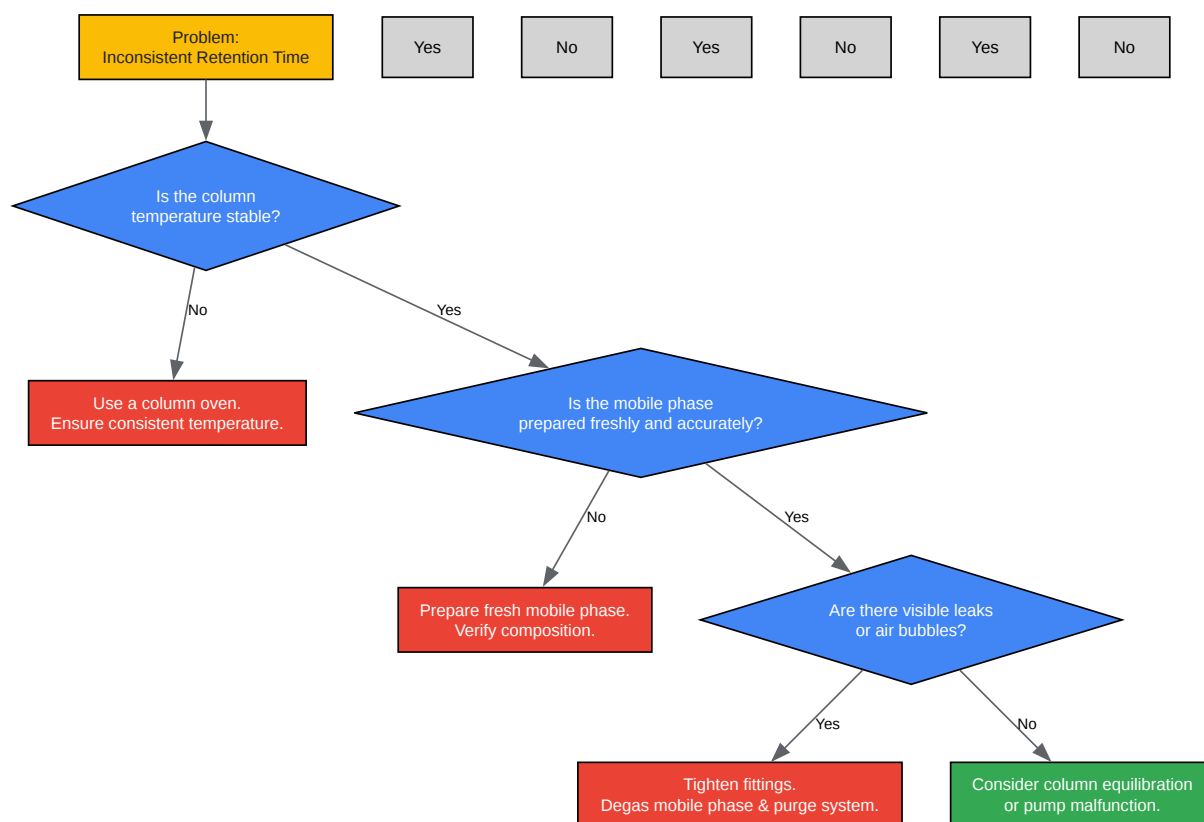 Problem:
Inconsistent Retention Time
Yes
No
Yes
No
Yes
No
Is the column
temperature stable?
No
Yes
Use a column oven.
Ensure consistent temperature.
Is the mobile phase
prepared freshly and accurately?
No
Yes
Prepare fresh mobile phase.
Verify composition.
Are there visible leaks
or air bubbles?
Yes
No
Tighten fittings.
Degas mobile phase & purge system.
Consider column equilibration
or pump malfunction.